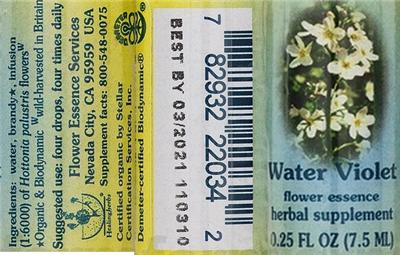 Ingredients: water, brandy★, infusion
(1:6000) of Hottonia palustris flowersʷ
★Organic & Biodynamic ʷwild-harvested in Britain
Suggested use: four drops, four times daily
Flower Essence Services
Nevada City, CA 95959 USA
Supplement facts: 800-548-0075
Healingherbs
Certified organic by Stellar
Certification Services, Inc.
Demeter-certified Biodynamic®
BEST BY 03/2021 110310
7 82932 22034 2
Water Violet
flower essence
herbal supplement
0.25 FL OZ (7.5 ML)